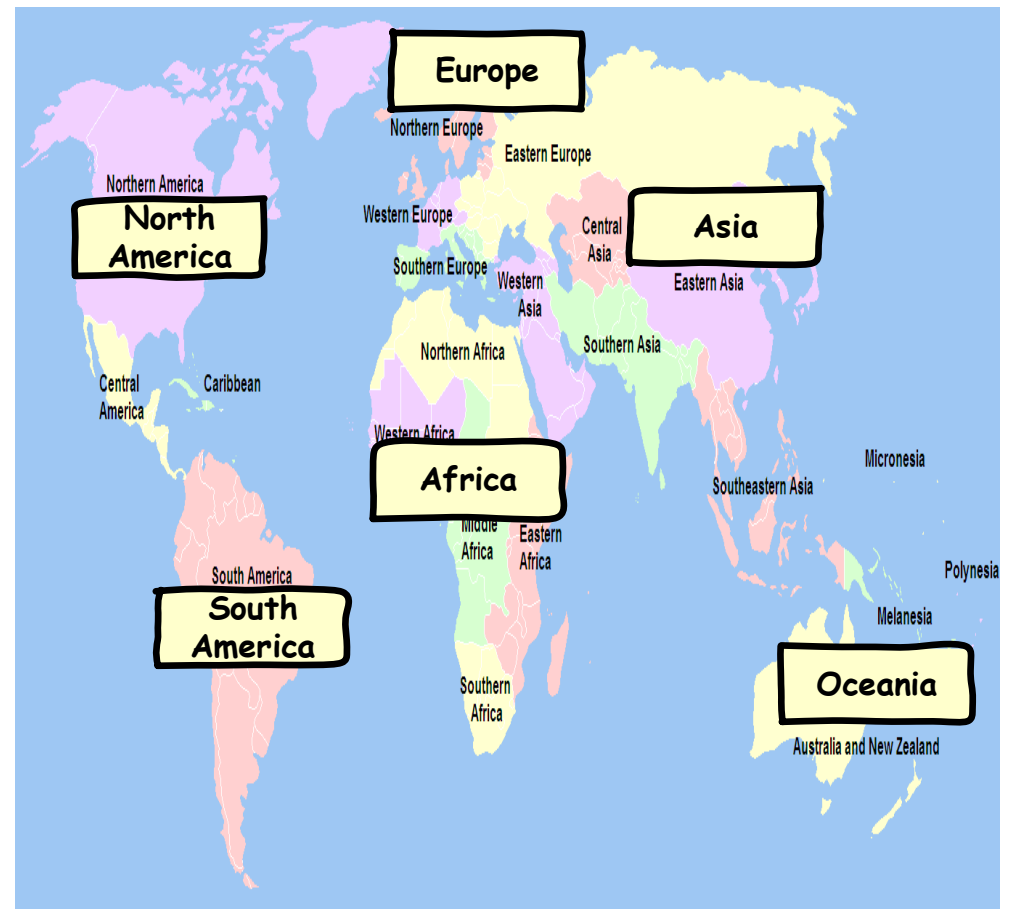 Europe
Northern Europe
Eastern Europe
Northern America
North
America
Western Europe
Central
Asia
Asia
Southern Europe
Western
Asia
Eastern Asia
Southern Asia
Northern Africa
Central
America
Caribbean
Western Africa
Africa
Micronesia
Southeastern Asia
Middle
Africa
Eastern
Africa
South America
South
America
Polynesia
Melanesia
Southern
Africa
Oceania
Australia and New Zealand